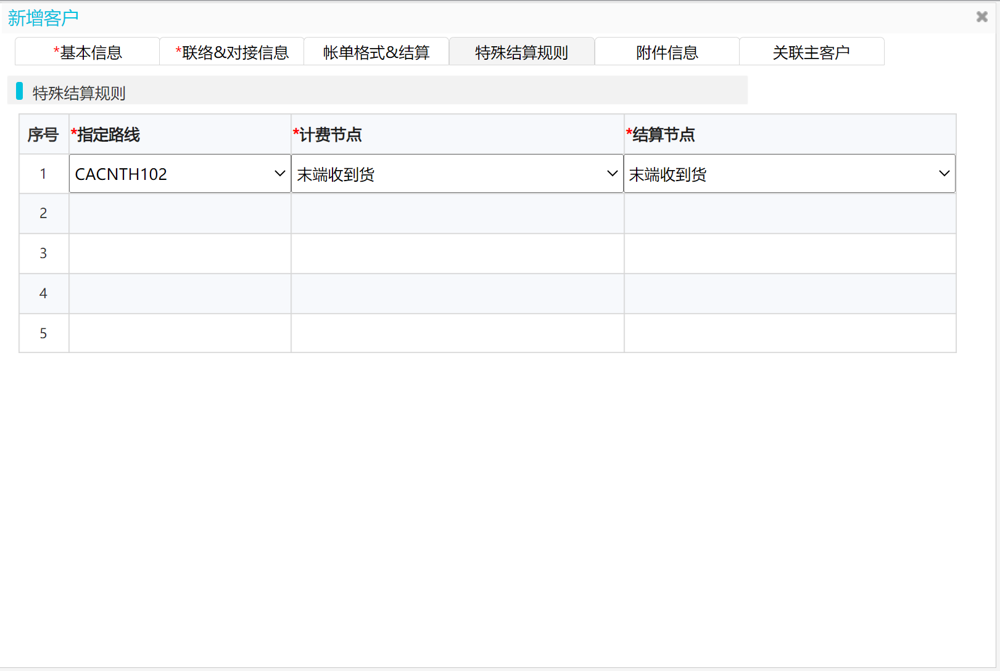 新增客户
*基本信息 *联络&对接信息 帐单格式&结算 特殊结算规则 附件信息 关联主客户
特殊结算规则
序号 *指定路线 *计费节点 *结算节点
1 CACNTH102 末端收到货 末端收到货
2
3
4
5